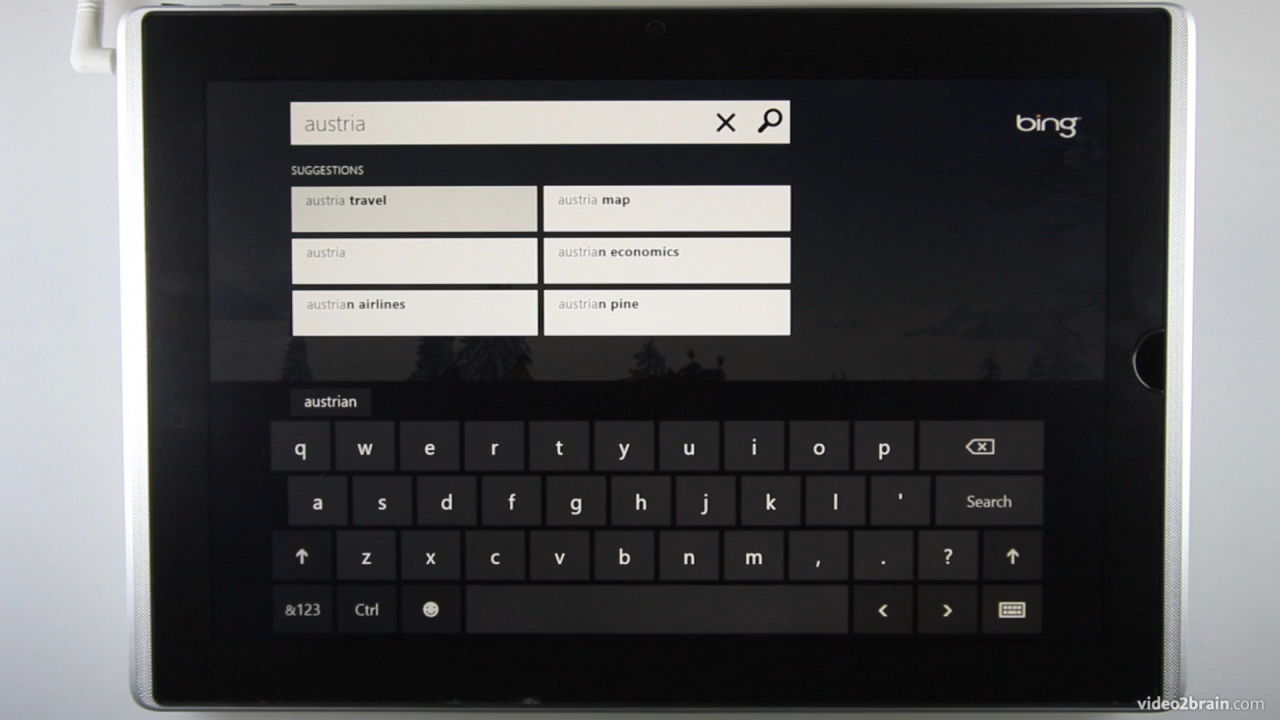 austria
bing
SUGGESTIONS
austria travel
austria map
austria
austrian economics
austrian airlines
austrian pine
austrian
q w e r t y u i o p
a s d f g h j k l ' Search
z x c v b n m , . ?
&123 Ctrl < >
video2brain.com